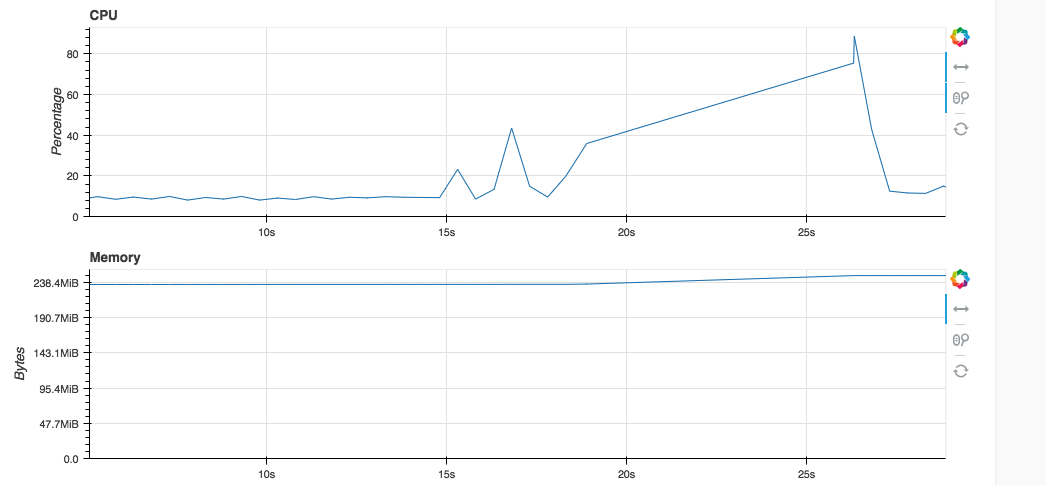 CPU
Percentage
80
60
40
20
0
10s
15s
20s
25s
Memory
Bytes
238.4MiB
190.7MiB
143.1MiB
95.4MiB
47.7MiB
0.0
10s
15s
20s
25s